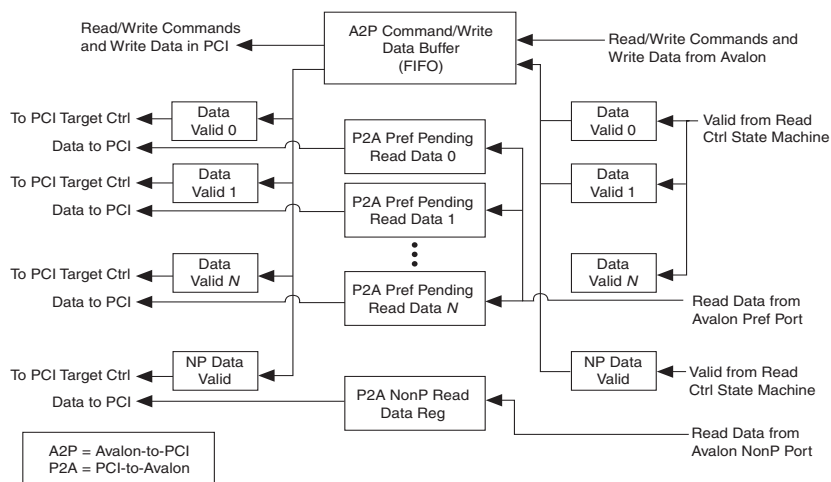 Read/Write Commands
and Write Data in PCI
A2P Command/Write
Data Buffer
(FIFO)
Read/Write Commands and
Write Data from Avalon
To PCI Target Ctrl
Data
Valid 0
Data to PCI
P2A Pref Pending
Read Data 0
Data
Valid 0
Valid from Read
Ctrl State Machine
To PCI Target Ctrl
Data
Valid 1
Data to PCI
P2A Pref Pending
Read Data 1
Data
Valid 1
To PCI Target Ctrl
Data
Valid N
Data to PCI
P2A Pref Pending
Read Data N
Data
Valid N
Read Data from
Avalon Pref Port
To PCI Target Ctrl
NP Data
Valid
Data to PCI
P2A NonP Read
Data Reg
NP Data
Valid
Valid from Read
Ctrl State Machine
Read Data from
Avalon NonP Port
A2P = Avalon-to-PCI
P2A = PCI-to-Avalon